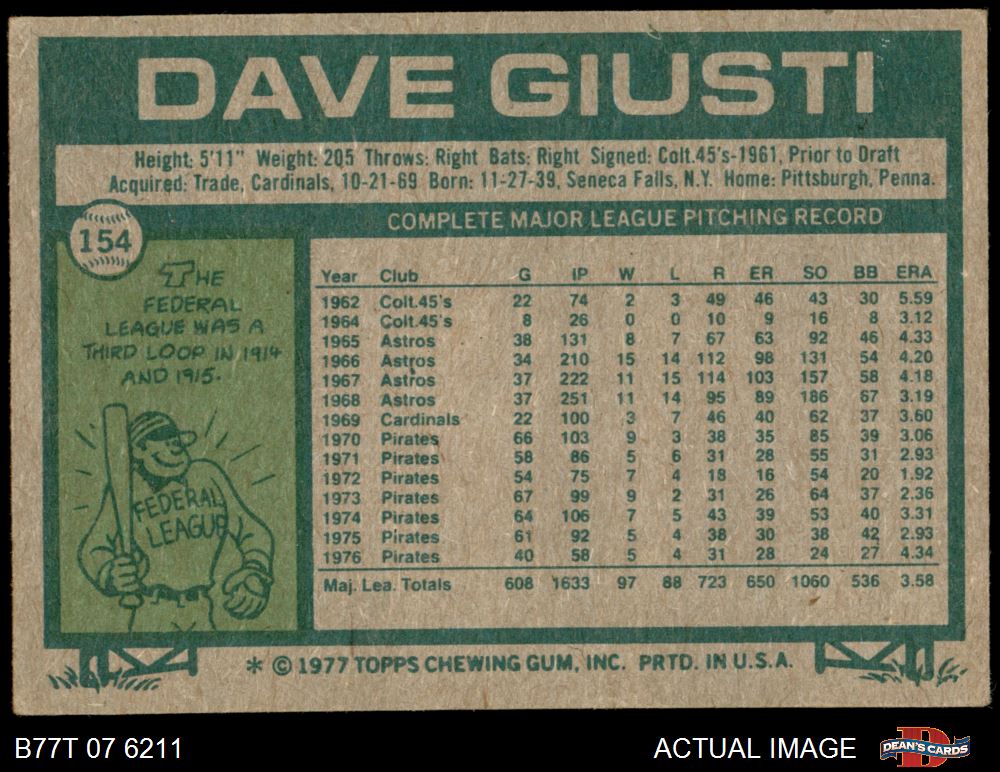 DAVE GIUSTI
Height: 5'11" Weight: 205 Throws: Right Bats: Right Signed: Colt.45's-1961, Prior to Draft
Acquired: Trade, Cardinals, 10-21-69 Born: 11-27-39, Seneca Falls, N.Y. Home: Pittsburgh, Penna.
154
THE
FEDERAL
LEAGUE WAS A
THIRD LOOP IN 1914
AND 1915.
FEDERAL
LEAGUE
COMPLETE MAJOR LEAGUE PITCHING RECORD
Year Club G IP W L R ER SO BB ERA
1962 Colt.45's 22 74 2 3 49 46 43 30 5.59
1964 Colt.45's 8 26 0 0 10 9 16 8 3.12
1965 Astros 38 131 8 7 67 63 92 46 4.33
1966 Astros 34 210 15 14 112 98 131 54 4.20
1967 Astros 37 222 11 15 114 103 157 58 4.18
1968 Astros 37 251 11 14 95 89 186 67 3.19
1969 Cardinals 22 100 3 7 46 40 62 37 3.60
1970 Pirates 66 103 9 3 38 35 85 39 3.06
1971 Pirates 58 86 5 6 31 28 55 31 2.93
1972 Pirates 54 75 7 4 18 16 54 20 1.92
1973 Pirates 67 99 9 2 31 26 64 37 2.36
1974 Pirates 64 106 7 5 43 39 53 40 3.31
1975 Pirates 61 92 5 4 38 30 38 42 2.93
1976 Pirates 40 58 5 4 31 28 24 27 4.34
Maj. Lea. Totals 608 1633 97 88 723 650 1060 536 3.58
* © 1977 TOPPS CHEWING GUM, INC. PRTD. IN U.S.A.
B77T 07 6211
ACTUAL IMAGE
D
DEAN'S CARDS